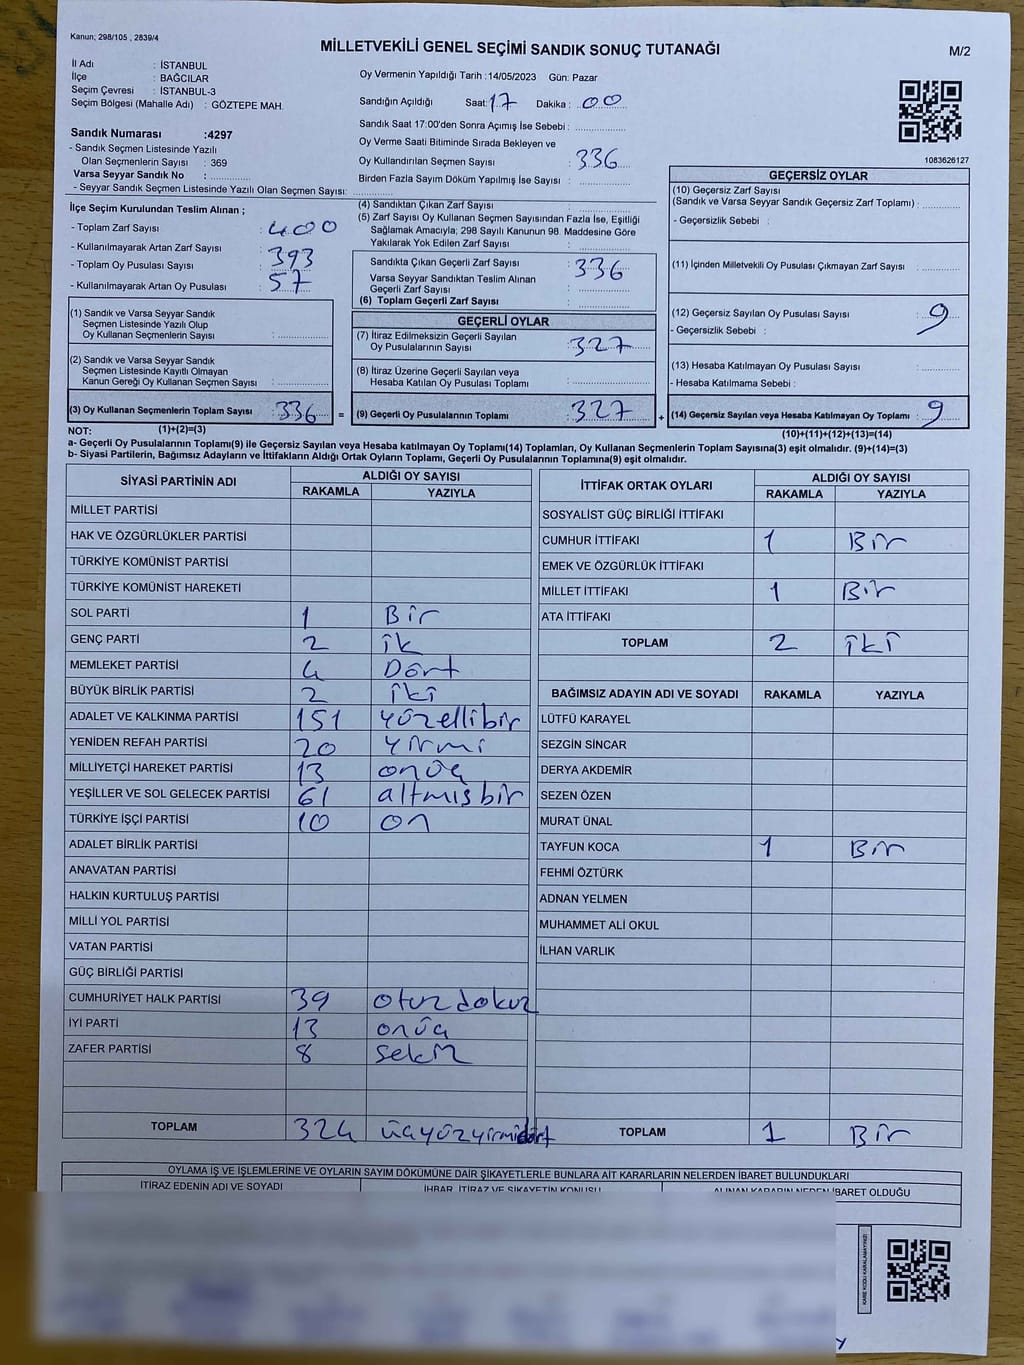 Kanun; 298/105 , 2839/4
MİLLETVEKİLİ GENEL SEÇİMİ SANDIK SONUÇ TUTANAĞI
M/2
İl Adı : İSTANBUL
İlçe : BAĞCILAR
Seçim Çevresi : İSTANBUL-3
Seçim Bölgesi (Mahalle Adı) : GÖZTEPE MAH.
Sandık Numarası :4297
- Sandık Seçmen Listesinde Yazılı
Olan Seçmenlerin Sayısı : 369
Varsa Seyyar Sandık No :
- Seyyar Sandık Seçmen Listesinde Yazılı Olan Seçmen Sayısı:
Oy Vermenin Yapıldığı Tarih :14/05/2023 Gün: Pazar
Sandığın Açıldığı Saat: 17 Dakika : 00
Sandık Saat 17:00'den Sonra Açımış İse Sebebi :
Oy Verme Saati Bitiminde Sırada Bekleyen ve
Oy Kullandırılan Seçmen Sayısı : 336
Birden Fazla Sayım Döküm Yapılmış İse Sayısı :
1083626127
İlçe Seçim Kurulundan Teslim Alınan ;
- Toplam Zarf Sayısı : 400
- Kullanılmayarak Artan Zarf Sayısı : 393
- Toplam Oy Pusulası Sayısı
- Kullanılmayarak Artan Oy Pusulası : 57
(1) Sandık ve Varsa Seyyar Sandık
Seçmen Listesinde Yazılı Olup
Oy Kullanan Seçmenlerin Sayısı :
(2) Sandık ve Varsa Seyyar Sandık
Seçmen Listesinde Kayıtlı Olmayan
Kanun Gereği Oy Kullanan Seçmen Sayısı :
(3) Oy Kullanan Seçmenlerin Toplam Sayısı : 336 =
(4) Sandıktan Çıkan Zarf Sayısı :
(5) Zarf Sayısı Oy Kullanan Seçmen Sayısından Fazla İse, Eşitliği
Sağlamak Amacıyla; 298 Sayılı Kanunun 98. Maddesine Göre
Yakılarak Yok Edilen Zarf Sayısı :
Sandıkta Çıkan Geçerli Zarf Sayısı : 336
Varsa Seyyar Sandıktan Teslim Alınan
Geçerli Zarf Sayısı :
(6) Toplam Geçerli Zarf Sayısı :
GEÇERLİ OYLAR
(7) İtiraz Edilmeksizin Geçerli Sayılan
Oy Pusulalarının Sayısı : 327
(8) İtiraz Üzerine Geçerli Sayılan veya
Hesaba Katılan Oy Pusulası Toplamı :
(9) Geçerli Oy Pusulalarının Toplamı : 327 +
GEÇERSİZ OYLAR
(10) Geçersiz Zarf Sayısı
(Sandık ve Varsa Seyyar Sandık Geçersiz Zarf Toplamı) :
- Geçersizlik Sebebi :
(11) İçinden Milletvekili Oy Pusulası Çıkmayan Zarf Sayısı :
(12) Geçersiz Sayılan Oy Pusulası Sayısı : 9
- Geçersizlik Sebebi :
(13) Hesaba Katılmayan Oy Pusulası Sayısı :
- Hesaba Katılmama Sebebi :
(14) Geçersiz Sayılan veya Hesaba Katılmayan Oy Toplamı : 9
NOT: (1)+(2)=(3)
(10)+(11)+(12)+(13)=(14)
a- Geçerli Oy Pusulalarının Toplamı(9) ile Geçersiz Sayılan veya Hesaba katılmayan Oy Toplamı(14) Toplamları, Oy Kullanan Seçmenlerin Toplam Sayısına(3) eşit olmalıdır. (9)+(14)=(3)
b- Siyasi Partilerin, Bağımsız Adayların ve İttifakların Aldığı Ortak Oyların Toplamı, Geçerli Oy Pusulalarının Toplamına(9) eşit olmalıdır.
SİYASİ PARTİNİN ADI
ALDIĞI OY SAYISI
RAKAMLA YAZIYLA
MİLLET PARTİSİ
HAK VE ÖZGÜRLÜKLER PARTİSİ
TÜRKİYE KOMÜNİST PARTİSİ
TÜRKİYE KOMÜNİST HAREKETİ
SOL PARTİ 1 Bir
GENÇ PARTİ 2 ik
MEMLEKET PARTİSİ 4 Dört
BÜYÜK BİRLİK PARTİSİ 2 iki
ADALET VE KALKINMA PARTİSİ 151 yüzellibir
YENİDEN REFAH PARTİSİ 20 yirmi
MİLLİYETÇİ HAREKET PARTİSİ 13 onüç
YEŞİLLER VE SOL GELECEK PARTİSİ 61 altmışbir
TÜRKİYE İŞÇİ PARTİSİ 10 on
ADALET BİRLİK PARTİSİ
ANAVATAN PARTİSİ
HALKIN KURTULUŞ PARTİSİ
MİLLİ YOL PARTİSİ
VATAN PARTİSİ
GÜÇ BİRLİĞİ PARTİSİ
CUMHURİYET HALK PARTİSİ 39 otuzdokuz
İYİ PARTİ 13 onüç
ZAFER PARTİSİ 8 sekiz
TOPLAM 324 üçyüzyirmidört
İTTİFAK ORTAK OYLARI
ALDIĞI OY SAYISI
RAKAMLA YAZIYLA
SOSYALİST GÜÇ BİRLİĞİ İTTİFAKI
CUMHUR İTTİFAKI 1 Bir
EMEK VE ÖZGÜRLÜK İTTİFAKI
MİLLET İTTİFAKI 1 Bir
ATA İTTİFAKI
TOPLAM 2 iki
BAĞIMSIZ ADAYIN ADI VE SOYADI RAKAMLA YAZIYLA
LÜTFÜ KARAYEL
SEZGİN SİNCAR
DERYA AKDEMİR
SEZEN ÖZEN
MURAT ÜNAL
TAYFUN KOCA 1 Bir
FEHMİ ÖZTÜRK
ADNAN YELMEN
MUHAMMET ALİ OKUL
İLHAN VARLIK
TOPLAM 1 Bir
OYLAMA İŞ VE İŞLEMLERİNE VE OYLARIN SAYIM DÖKÜMÜNE DAİR ŞİKAYETLERLE BUNLARA AİT KARARLARIN NELERDEN İBARET BULUNDUKLARI
İTİRAZ EDENİN ADI VE SOYADI İHBAR, İTİRAZ VE ŞİKAYETİN KONUSU ALINAN KARARIN NEDEN İBARET OLDUĞU
KARE KODU KARALAMAYINIZ!